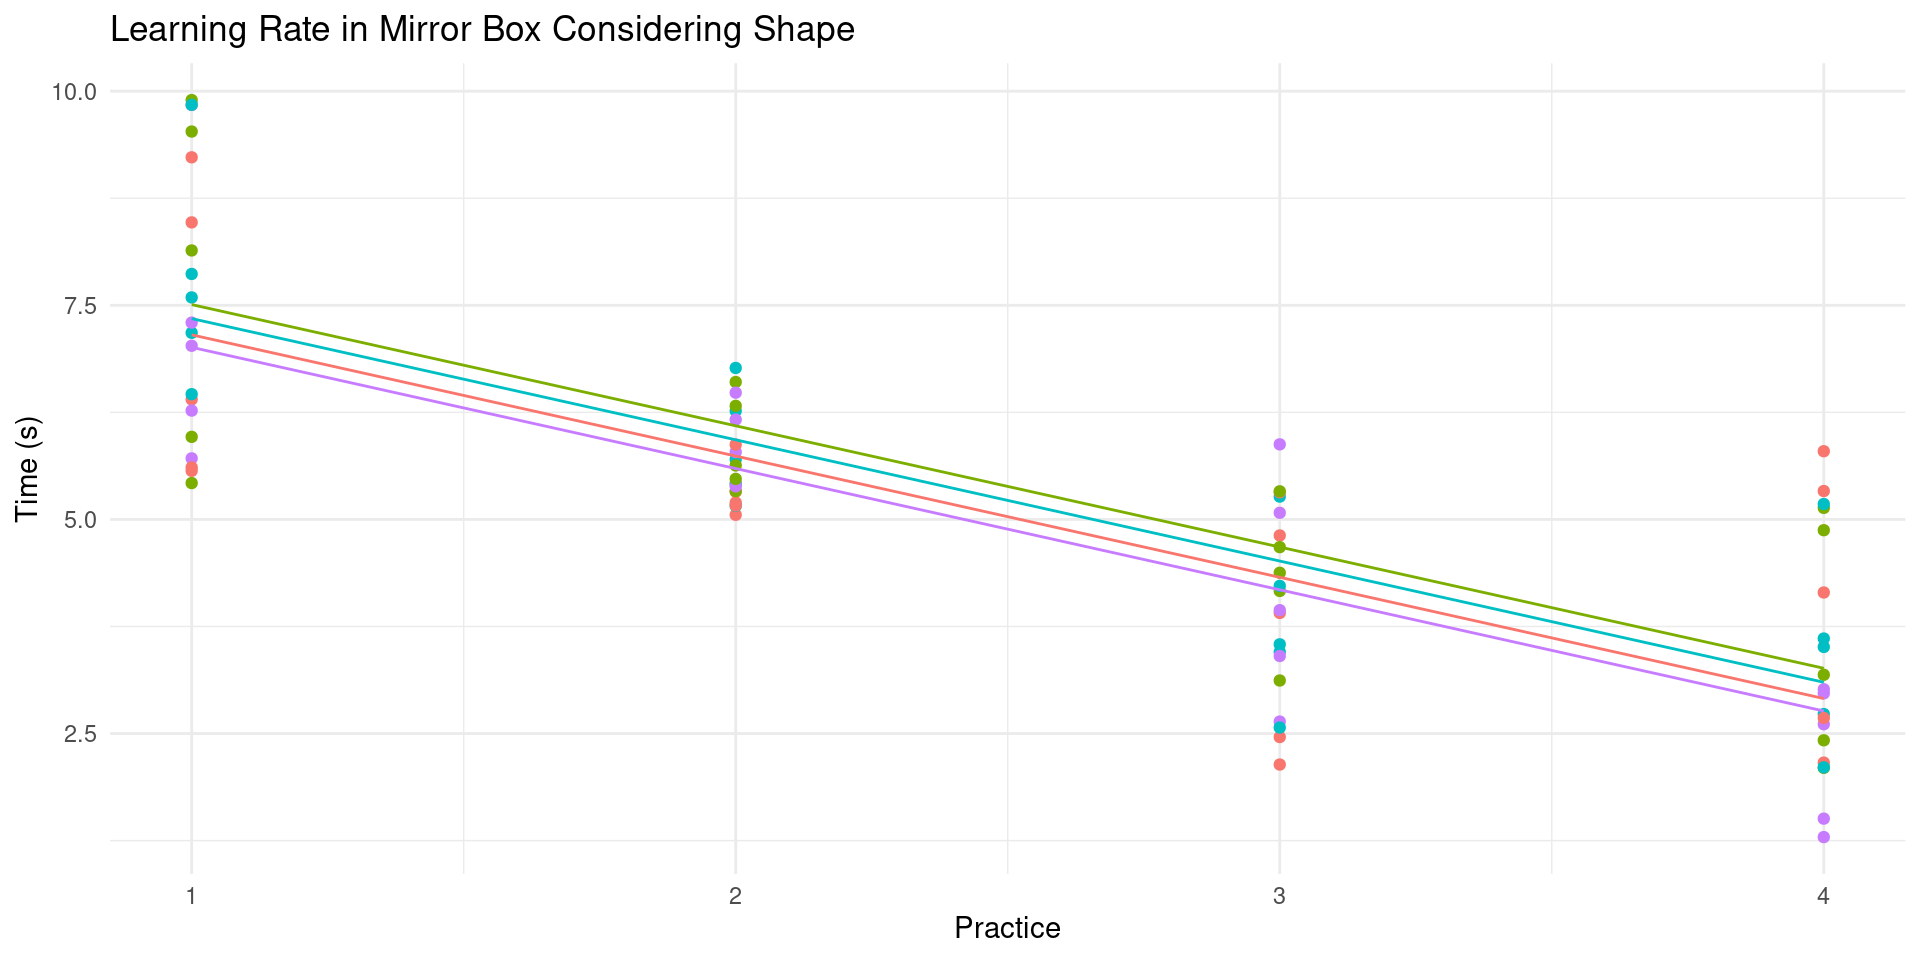 Learning Rate in Mirror Box Considering Shape
10.0
7.5
5.0
2.5
Time (s)
1 2 3 4
Practice